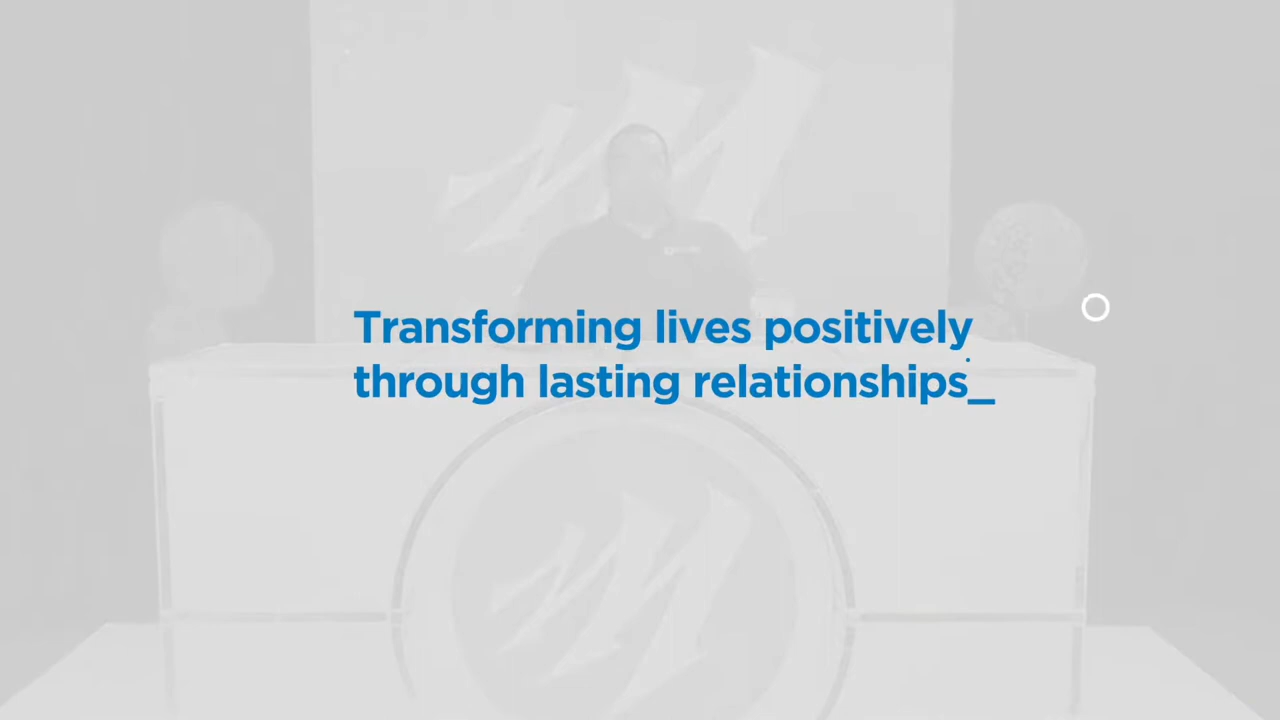 Transforming lives positively
through lasting relationships_